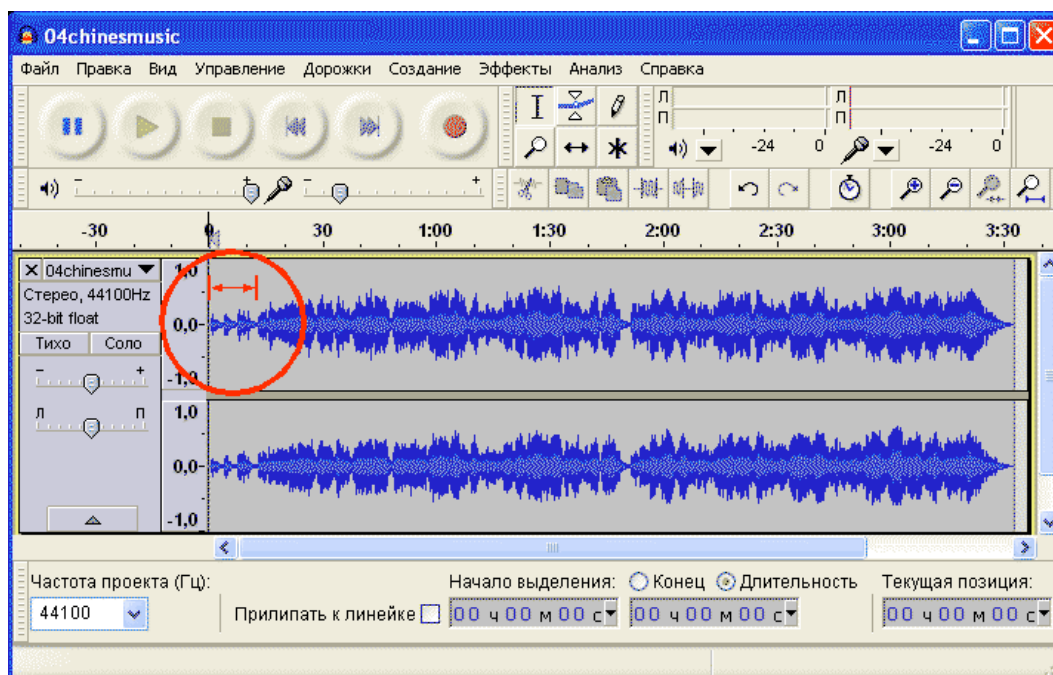 04chinesmusic
Файл Правка Вид Управление Дорожки Создание Эффекты Анализ Справка
Л
П
-24 0
Л
П
-24 0
-30 0 30 1:00 1:30 2:00 2:30 3:00 3:30
04chinesmu
Стерео, 44100Hz
32-bit float
Тихо Соло
- +
Л П
1,0
0,0-
-1,0
1,0
0,0-
-1,0
Частота проекта (Гц):
44100
Прилипать к линейке
Начало выделения: Конец Длительность
00 ч 00 м 00 с 00 ч 00 м 00 с
Текущая позиция:
00 ч 00 м 00 с